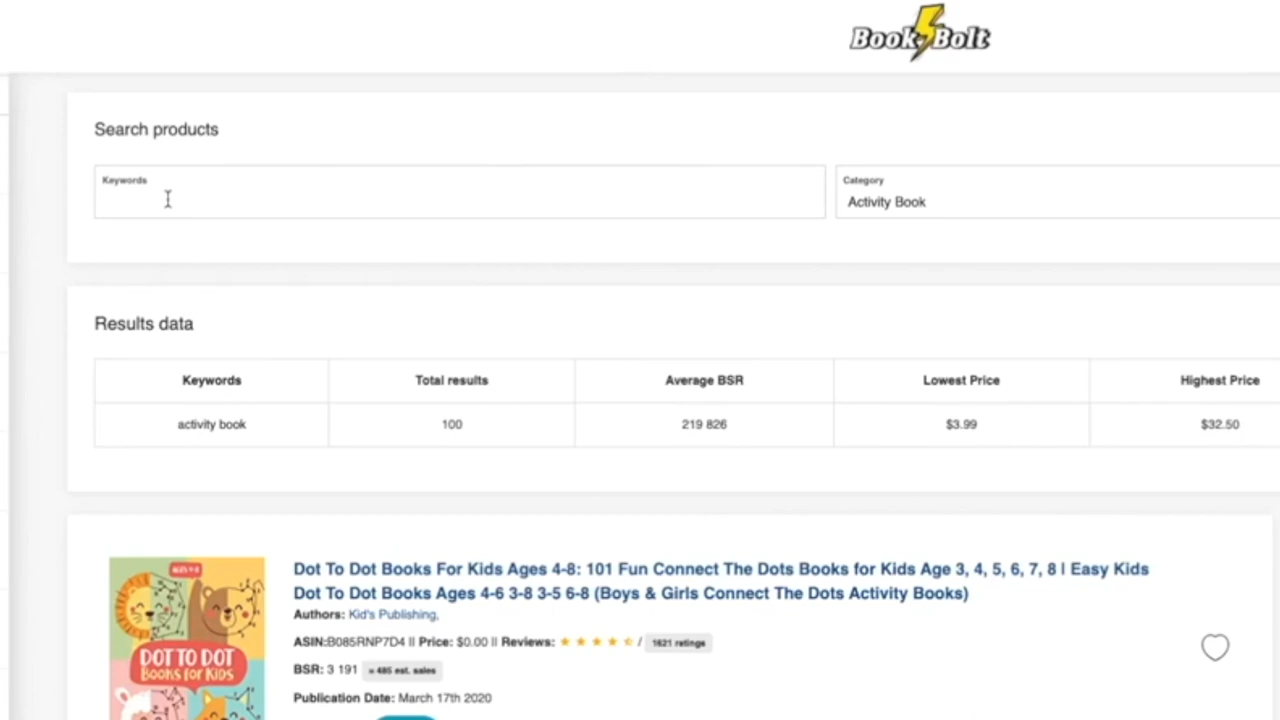 Book Bolt
Search products
Keywords
Category
Activity Book
Results data
Keywords Total results Average BSR Lowest Price Highest Price
activity book 100 219 826 $3.99 $32.50
AGES 4-8
DOT TO DOT
Books for Kids
Dot To Dot Books For Kids Ages 4-8: 101 Fun Connect The Dots Books for Kids Age 3, 4, 5, 6, 7, 8 | Easy Kids
Dot To Dot Books Ages 4-6 3-8 3-5 6-8 (Boys & Girls Connect The Dots Activity Books)
Authors: Kid's Publishing,
ASIN:B085RNP7D4 || Price: $0.00 || Reviews: / 1621 ratings
BSR: 3 191 ≈ 485 est. sales
Publication Date: March 17th 2020